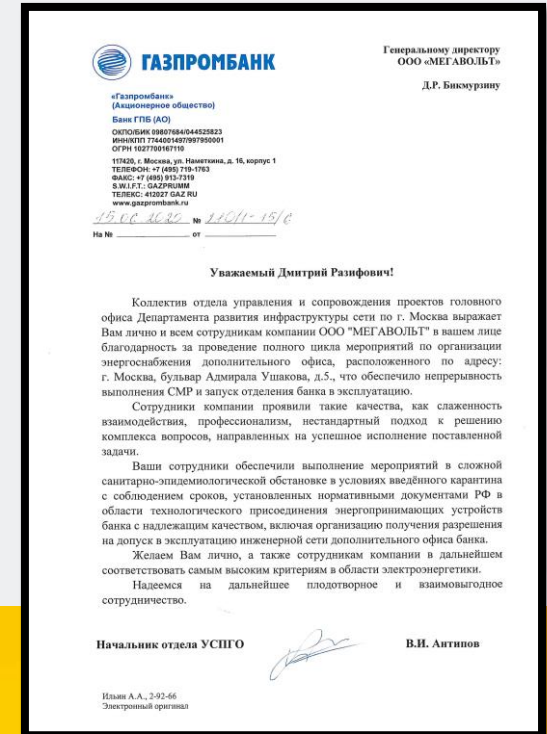 ГАЗПРОМБАНК
Генеральному директору
ООО «МЕГАВОЛЬТ»
Д.Р. Бикмурзину
«Газпромбанк»
(Акционерное общество)
Банк ГПБ (АО)
ОКПО/БИК 09807684/044525823
ИНН/КПП 7744001497/997950001
ОГРН 1027700167110
117420, г. Москва, ул. Наметкина, д. 16, корпус 1
ТЕЛЕФОН: +7 (495) 719-1763
ФАКС: +7 (495) 913-7319
S.W.I.F.T.: GAZPRUMM
ТЕЛЕКС: 412027 GAZ RU
www.gazprombank.ru
15.06.2020 №
На № от
Уважаемый Дмитрий Разифович!
Коллектив отдела управления и сопровождения проектов головного
офиса Департамента развития инфраструктуры сети по г. Москва выражает
Вам лично и всем сотрудникам компании ООО "МЕГАВОЛЬТ" в вашем лице
благодарность за проведение полного цикла мероприятий по организации
энергоснабжения дополнительного офиса, расположенного по адресу:
г. Москва, бульвар Адмирала Ушакова, д.5., что обеспечило непрерывность
выполнения СМР и запуск отделения банка в эксплуатацию.
Сотрудники компании проявили такие качества, как слаженность
взаимодействия, профессионализм, нестандартный подход к решению
комплекса вопросов, направленных на успешное исполнение поставленной
задачи.
Ваши сотрудники обеспечили выполнение мероприятий в сложной
санитарно-эпидемиологической обстановке в условиях введённого карантина
с соблюдением сроков, установленных нормативными документами РФ в
области технологического присоединения энергопринимающих устройств
банка с надлежащим качеством, включая организацию получения разрешения
на допуск в эксплуатацию инженерной сети дополнительного офиса банка.
Желаем Вам лично, а также сотрудникам компании в дальнейшем
соответствовать самым высоким критериям в области электроэнергетики.
Надеемся на дальнейшее плодотворное и взаимовыгодное
сотрудничество.
Начальник отдела УСПГО
В.И. Антипов
Ильин А.А., 2-92-66
Электронный оригинал